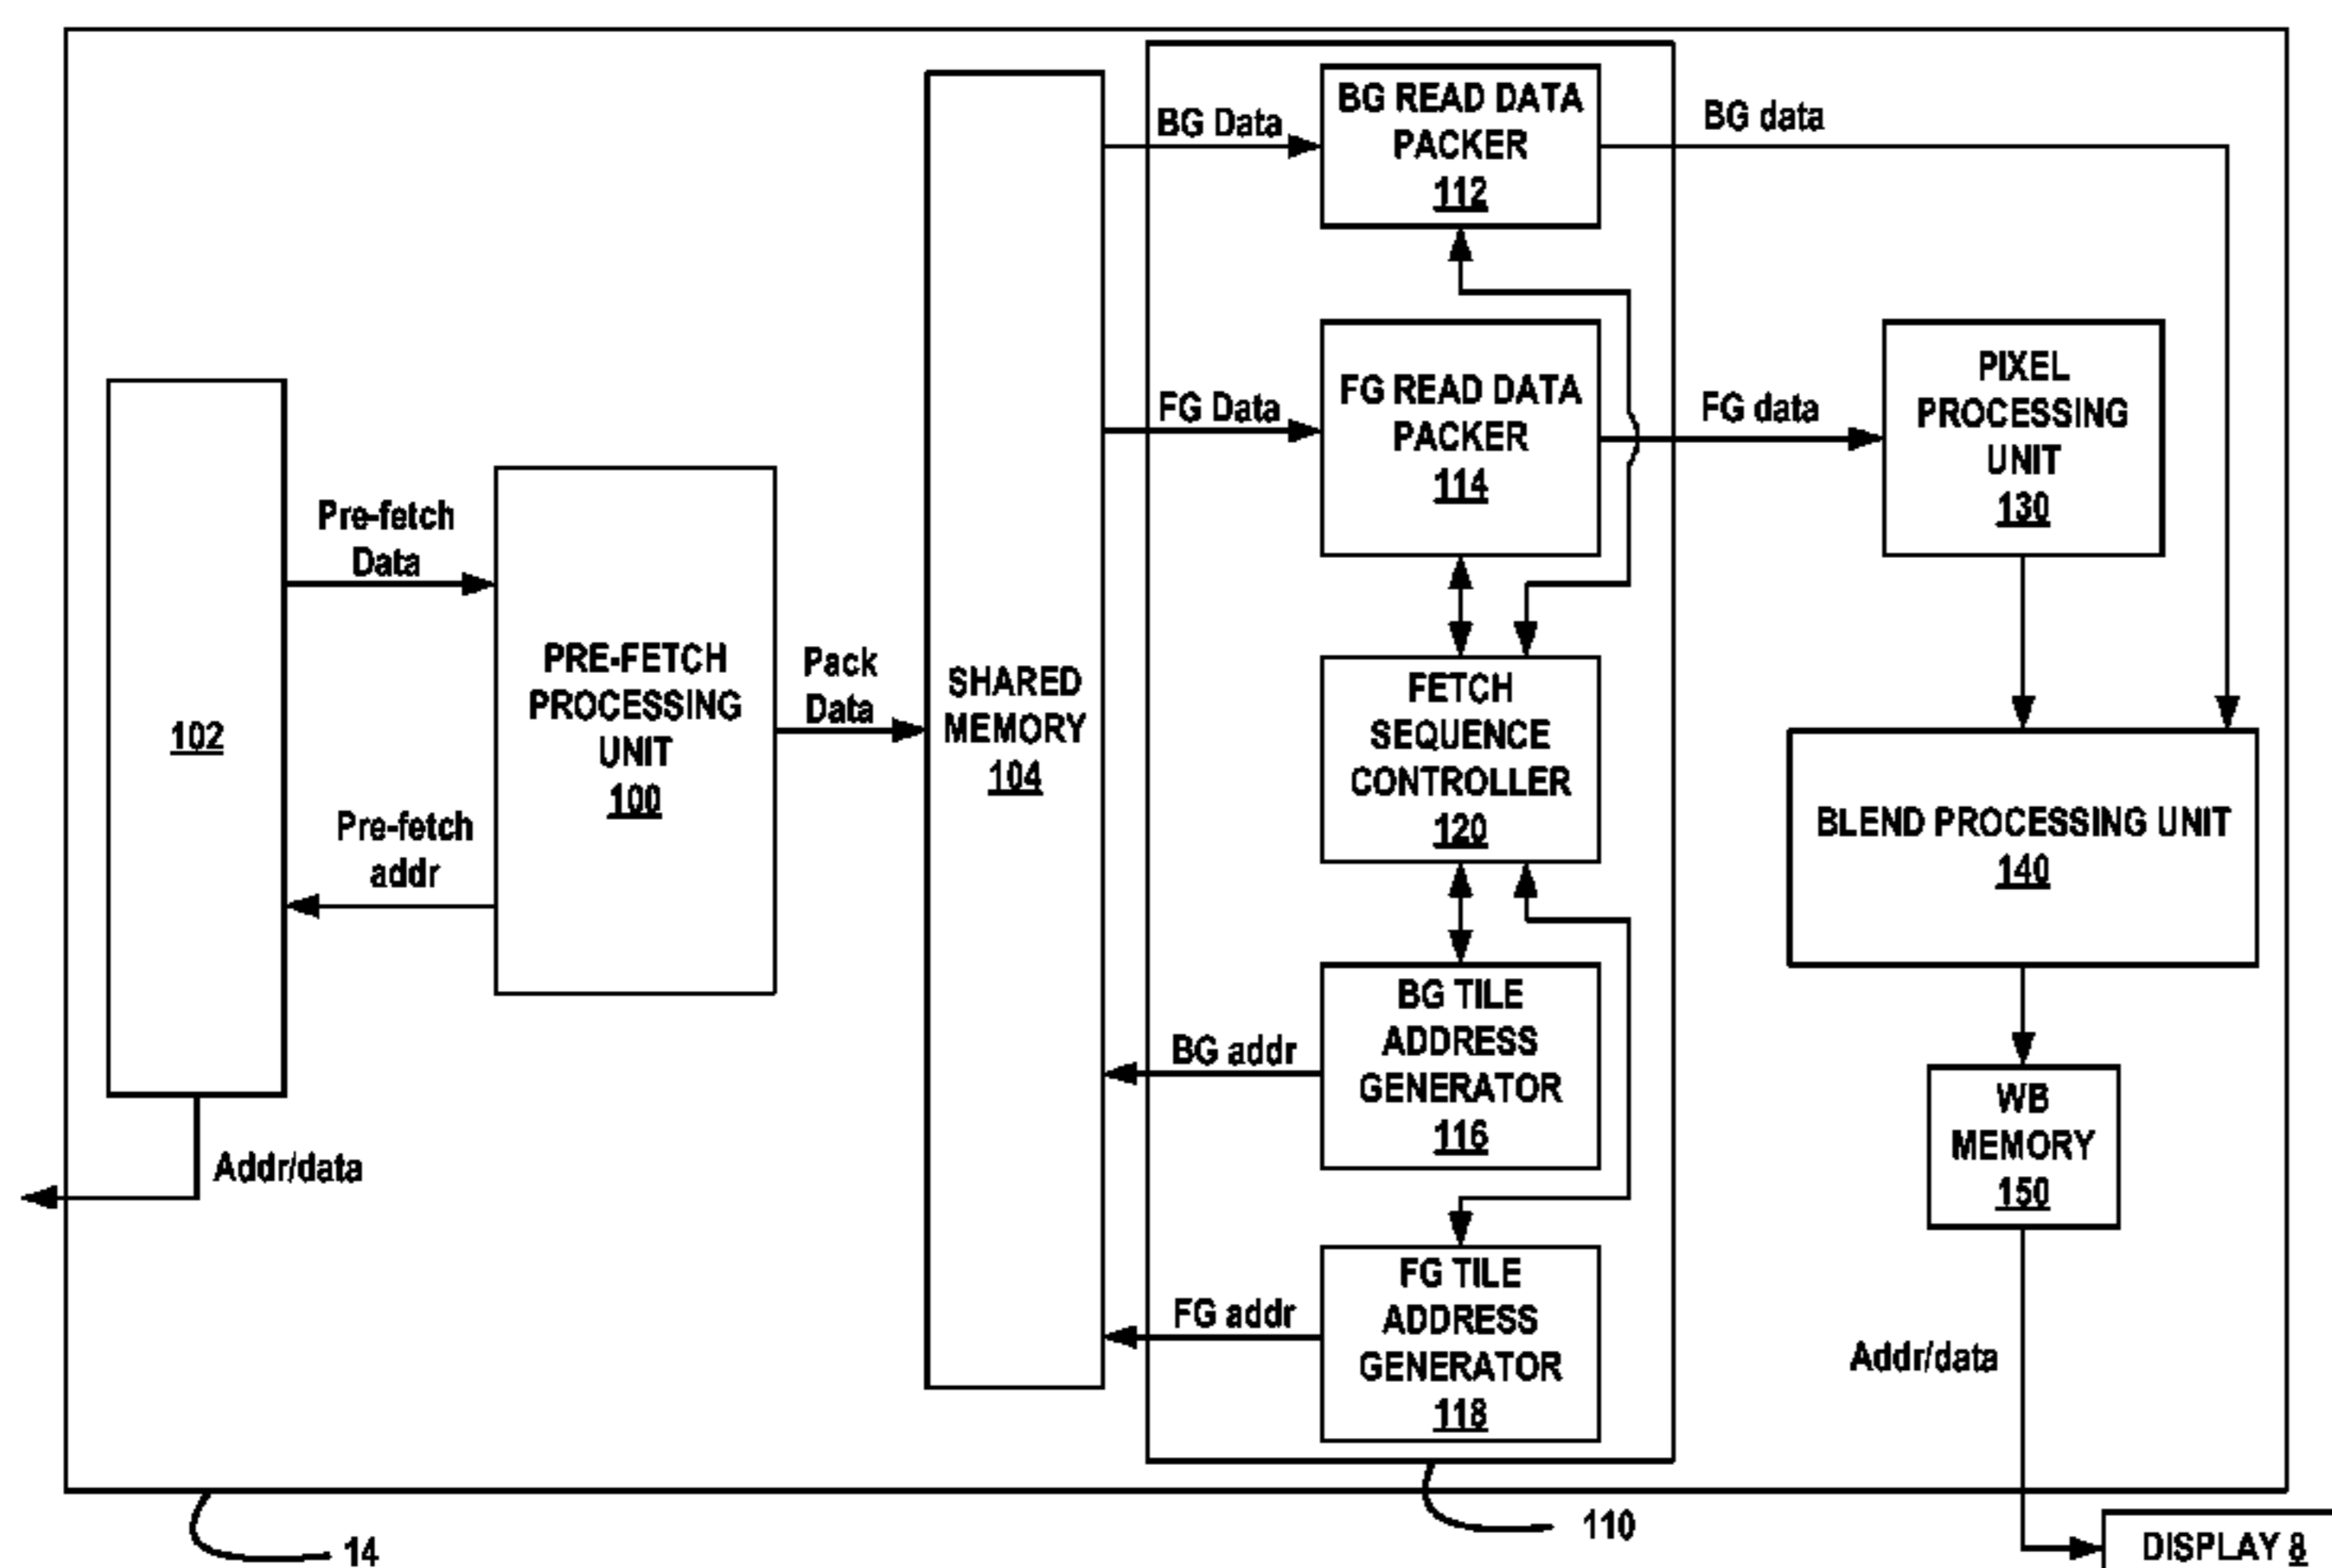 BG READ DATA
PACKER
112
BG Data
BG data
FG READ DATA
PACKER
114
FG Data
FG data
PIXEL
PROCESSING
UNIT
130
Pre-fetch
Data
102
PRE-FETCH
PROCESSING
UNIT
100
Pack
Data
SHARED
MEMORY
104
FETCH
SEQUENCE
CONTROLLER
120
BLEND PROCESSING UNIT
140
Pre-fetch
addr
BG TILE
ADDRESS
GENERATOR
116
BG addr
WB
MEMORY
150
Addr/data
FG TILE
ADDRESS
GENERATOR
118
FG addr
Addr/data
14
110
DISPLAY 8